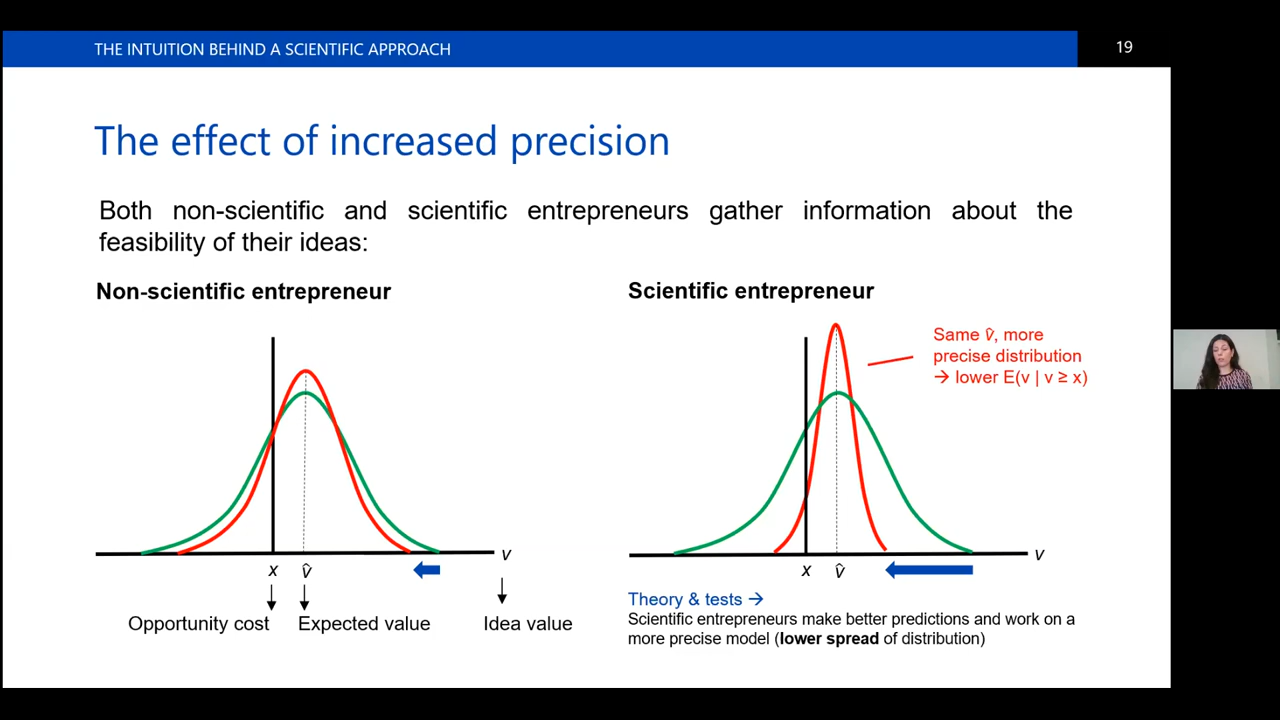 THE INTUITION BEHIND A SCIENTIFIC APPROACH
19
The effect of increased precision
Both non-scientific and scientific entrepreneurs gather information about the
feasibility of their ideas:
Non-scientific entrepreneur
Scientific entrepreneur
Same v̂, more
precise distribution
→ lower E(v | v ≥ x)
v
x
v̂
Opportunity cost
Expected value
Idea value
v
x
v̂
Theory & tests →
Scientific entrepreneurs make better predictions and work on a
more precise model (lower spread of distribution)